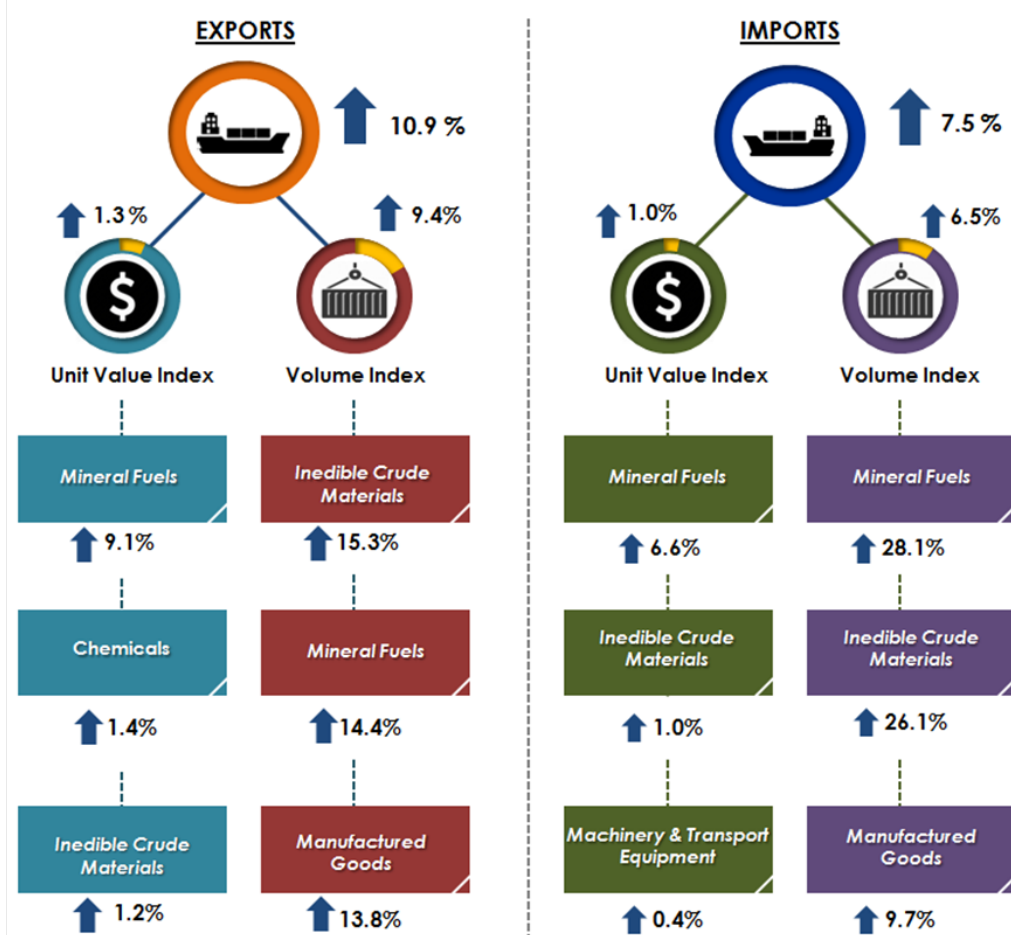 EXPORTS
10.9 %
1.3 %
9.4%
$
Unit Value Index
Volume Index
Mineral Fuels
9.1%
Inedible Crude
Materials
15.3%
Chemicals
1.4%
Mineral Fuels
14.4%
Inedible Crude
Materials
1.2%
Manufactured
Goods
13.8%
IMPORTS
7.5 %
1.0%
6.5%
$
Unit Value Index
Volume Index
Mineral Fuels
6.6%
Mineral Fuels
28.1%
Inedible Crude
Materials
1.0%
Inedible Crude
Materials
26.1%
Machinery & Transport
Equipment
0.4%
Manufactured
Goods
9.7%